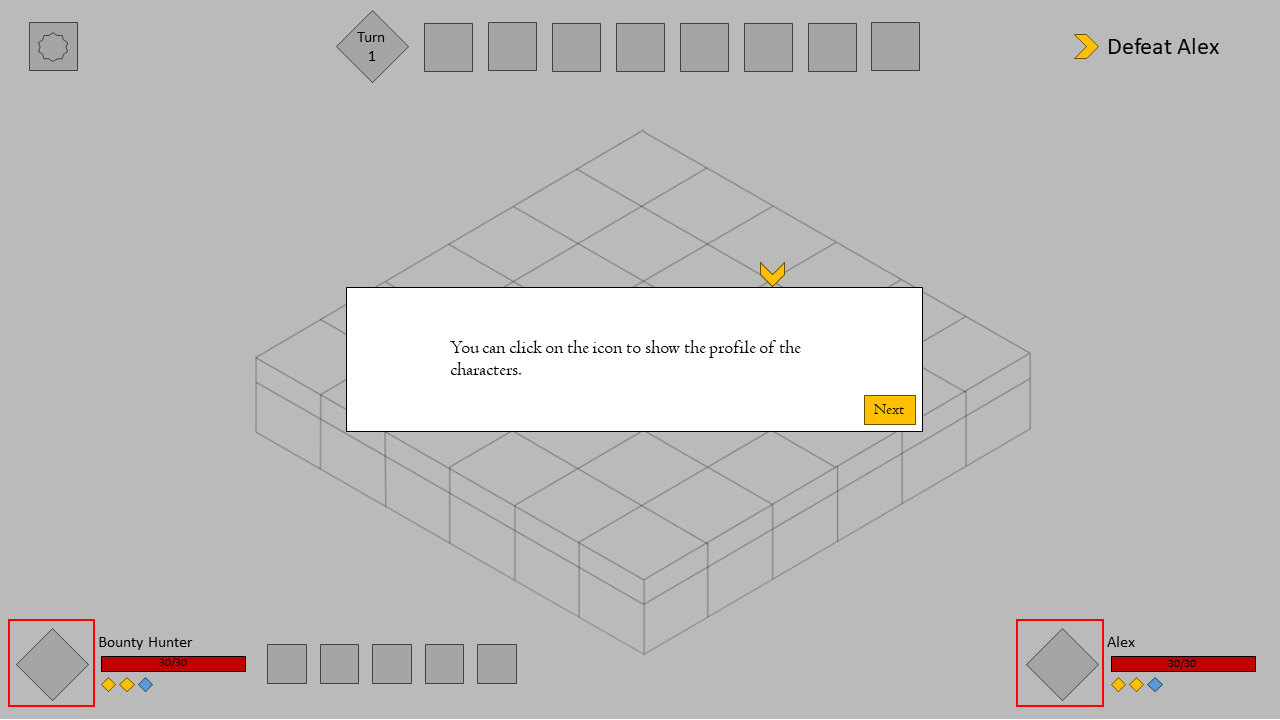 Turn
1
Defeat Alex
You can click on the icon to show the profile of the
characters.
Next
Bounty Hunter
30/30
Alex
30/30